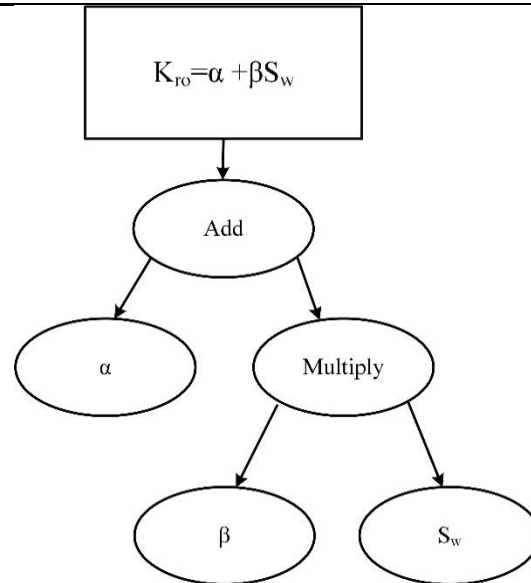 K_ro=α +βS_w
Add
α
Multiply
β
S_w